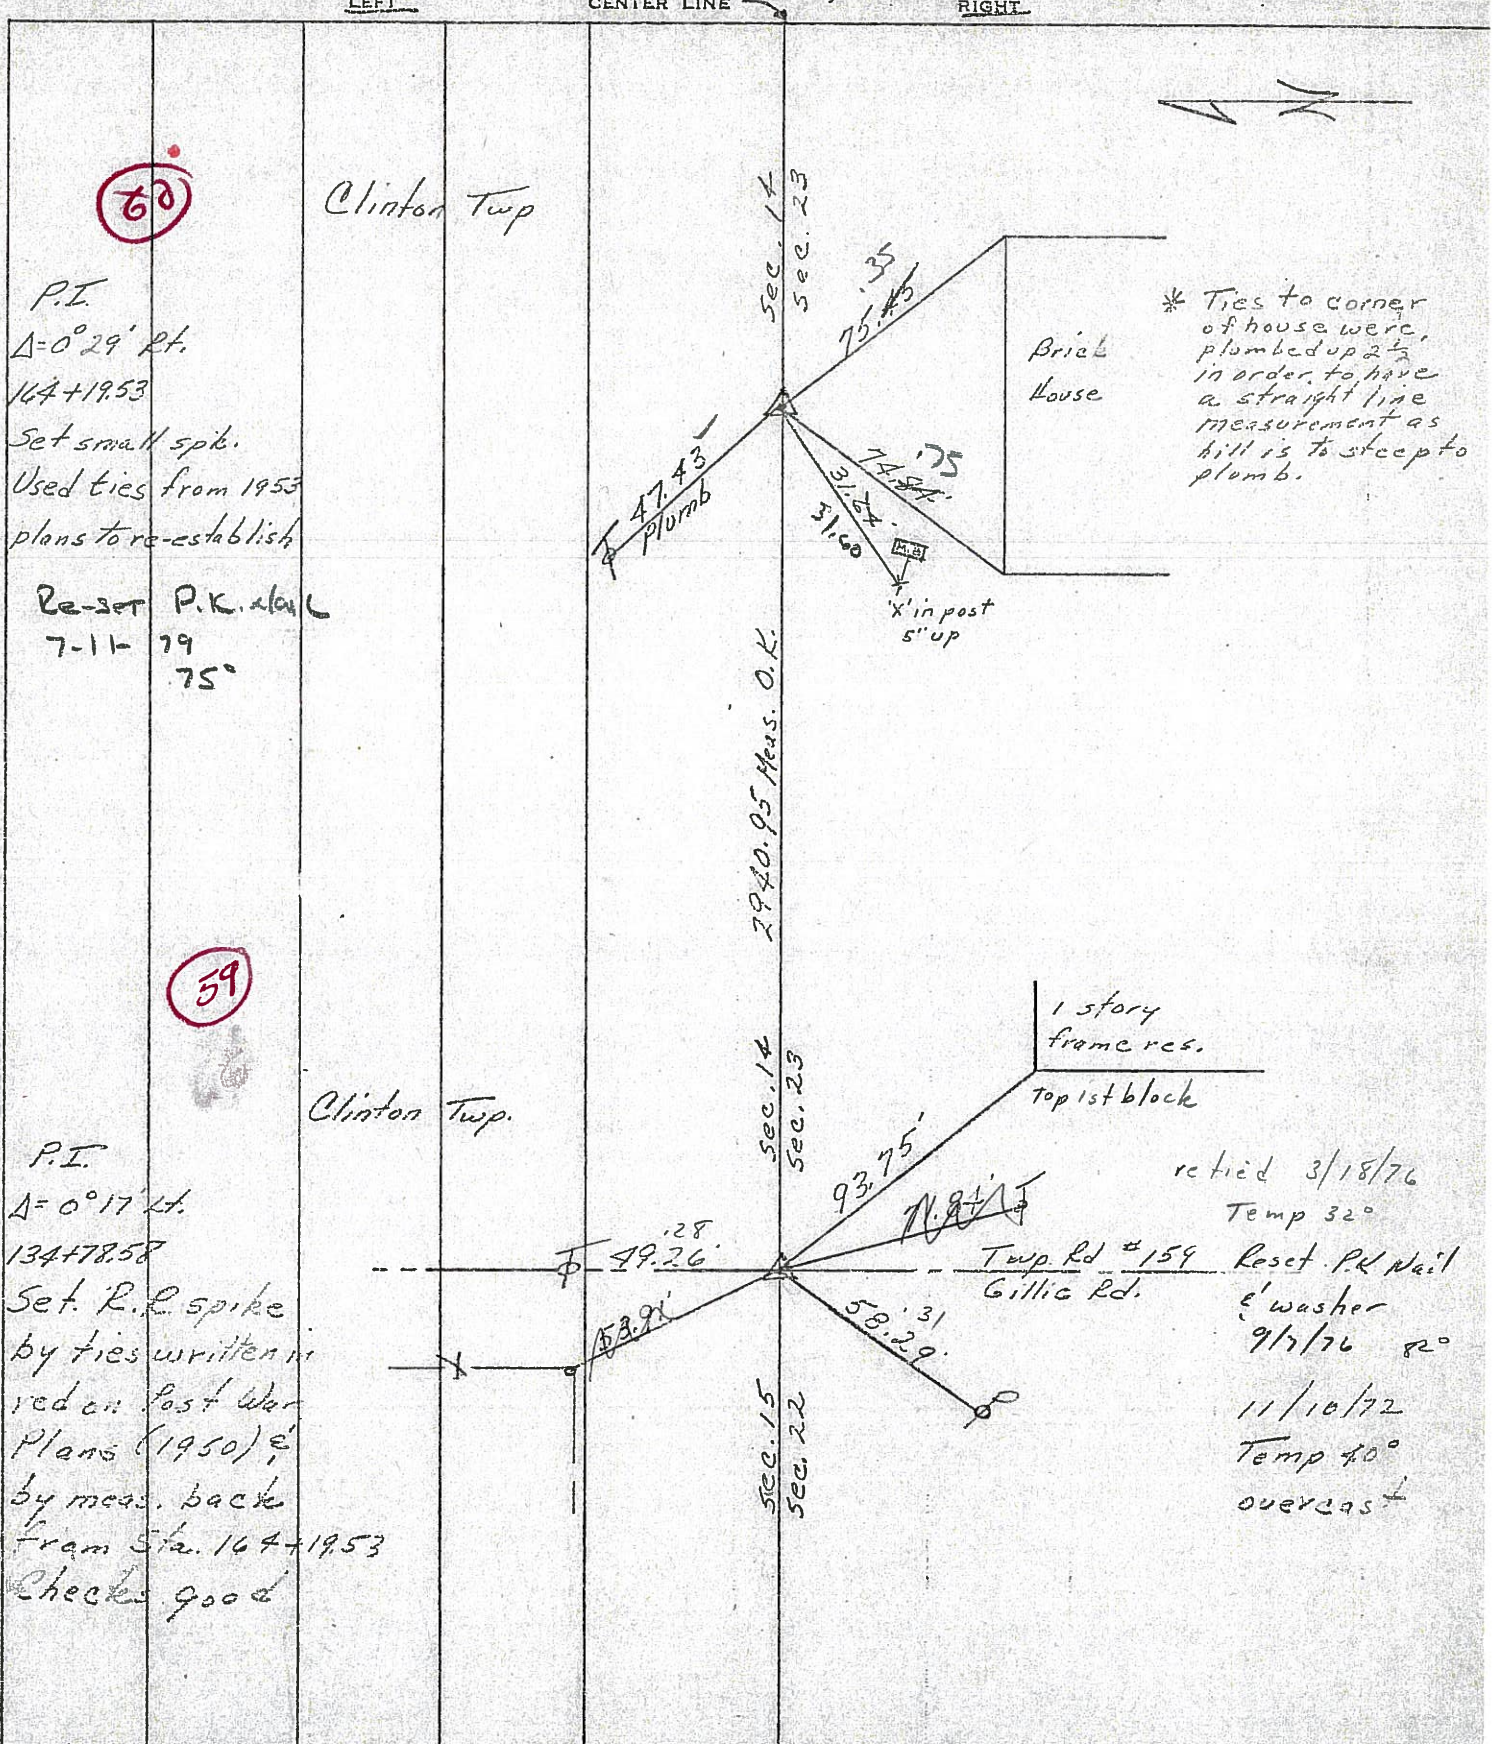 LEFT
CENTER LINE
RIGHT
60
Clinton Twp
Sec. 14
Sec. 23
P.I.
Δ=0°29' Rt.
164+19.53
Set small spik.
Used ties from 1953
plans to re-establish
Re-set P.K. nail
7-11-79
75°
.35
75.45
Brick
House
* Ties to corner
of house were,
plumbed up 2½
in order to have
a straight line
measurement as
hill is to steep to
plumb.
47.43'
plumb
.75
74.84
31.64
31.60
M.B
'X' in post
5" up
2940.95 Meas. O.K.
59
Clinton Twp.
Sec. 14
Sec. 23
1 story
frame res.
Top 1st block
P.I.
Δ=0°17' Lt.
134+78.58
Set. R.R spike
by ties written in
red on Post War
Plans (1950) &
by meas. back
from Sta. 164+19.53
Checks good
93.75'
.28
49.26'
58.29
.31
Twp. Rd #159
Gillie Rd.
retied 3/18/76
Temp 32°
Reset P.K Nail
& washer
9/7/76 82°
11/10/72
Temp 40°
overcast
Sec. 15
Sec. 22